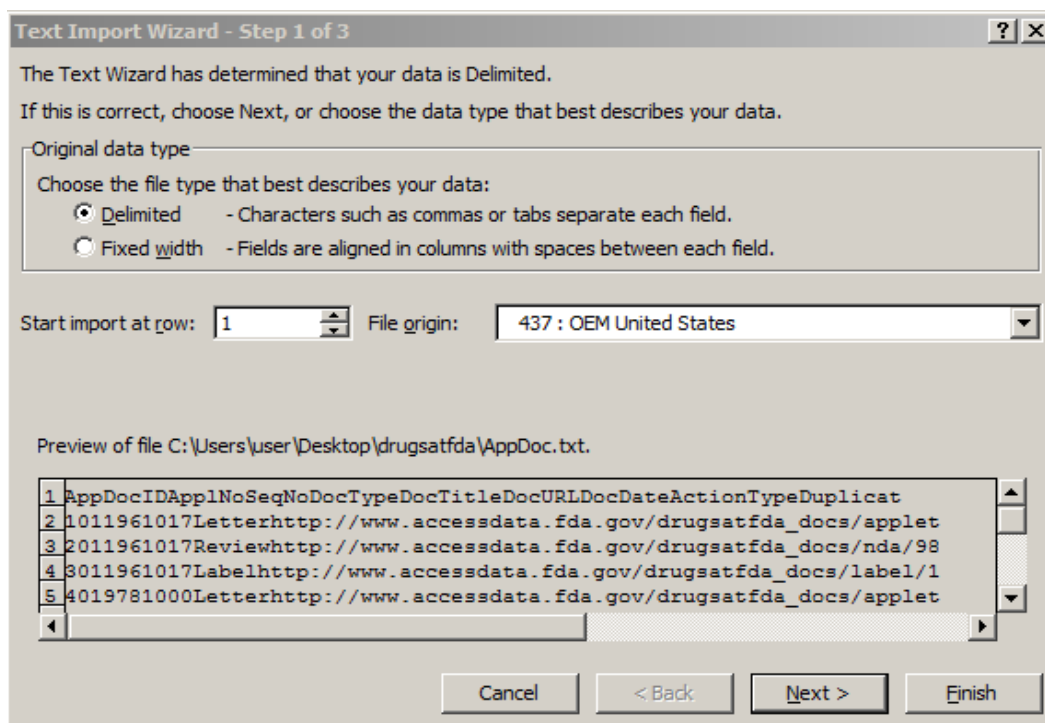 Text Import Wizard - Step 1 of 3
The Text Wizard has determined that your data is Delimited.
If this is correct, choose Next, or choose the data type that best describes your data.
Original data type
Choose the file type that best describes your data:
Delimited - Characters such as commas or tabs separate each field.
Fixed width - Fields are aligned in columns with spaces between each field.
Start import at row: 1 File origin: 437 : OEM United States
Preview of file C:\Users\user\Desktop\drugsatfda\AppDoc.txt.
1 AppDocIDApplNoSeqNoDocTypeDocTitleDocURLDocDateActionTypeDuplicat
2 1011961017Letterhttp://www.accessdata.fda.gov/drugsatfda_docs/applet
3 2011961017Reviewhttp://www.accessdata.fda.gov/drugsatfda_docs/nda/98
4 3011961017Labelhttp://www.accessdata.fda.gov/drugsatfda_docs/label/1
5 4019781000Letterhttp://www.accessdata.fda.gov/drugsatfda_docs/applet
Cancel < Back Next > Finish